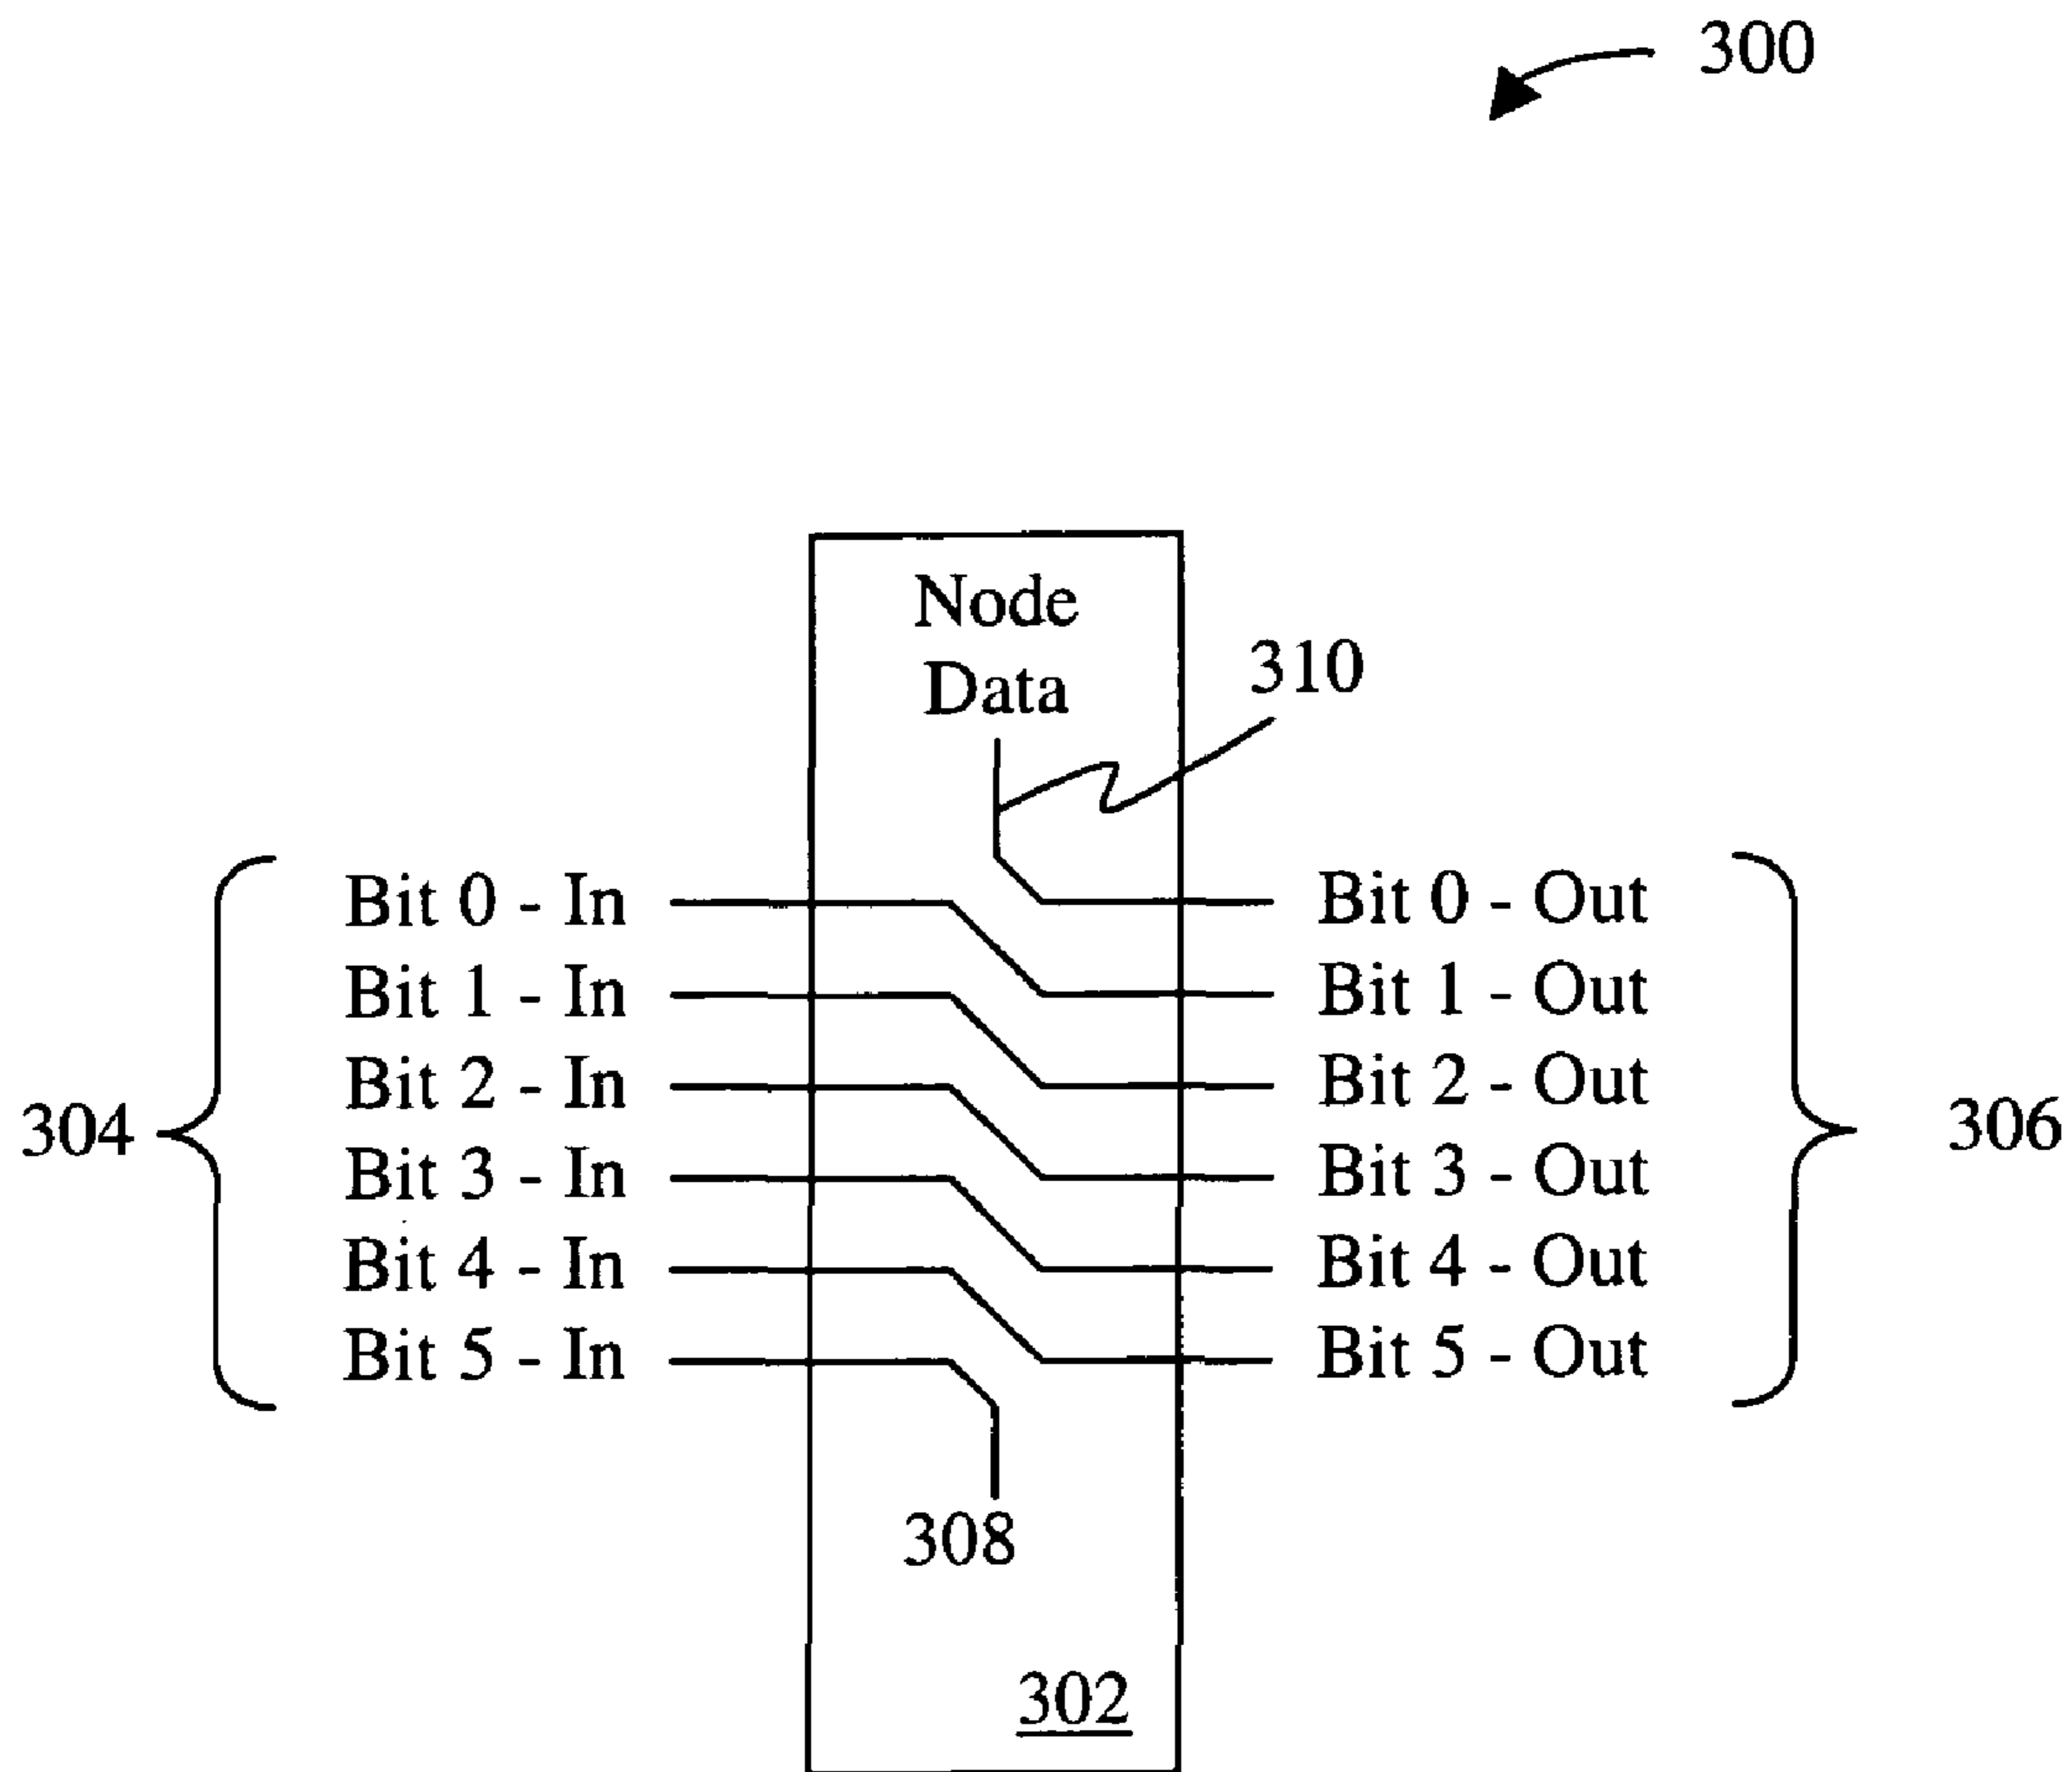 300
Node
Data
310
Bit 0 - In
Bit 1 - In
Bit 2 - In
Bit 3 - In
Bit 4 - In
Bit 5 - In
304
Bit 0 - Out
Bit 1 - Out
Bit 2 - Out
Bit 3 - Out
Bit 4 - Out
Bit 5 - Out
306
308
302